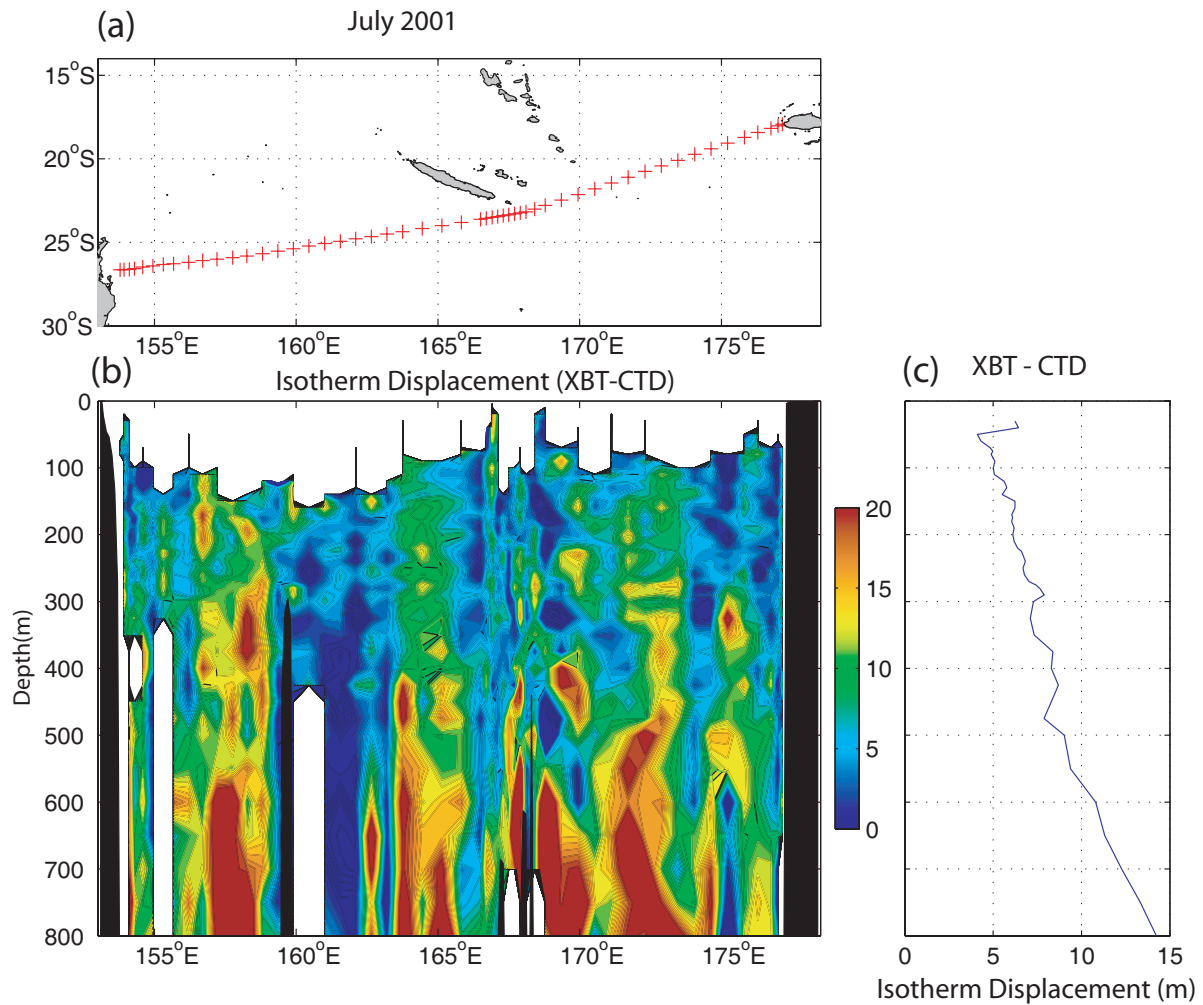 (a)
July 2001
15°S
20°S
25°S
30°S
155°E
160°E
165°E
170°E
175°E
(b)
Isotherm Displacement (XBT-CTD)
(c)
XBT - CTD
Depth(m)
0
100
200
300
400
500
600
700
800
155°E
160°E
165°E
170°E
175°E
20
15
10
5
0
0
5
10
15
Isotherm Displacement (m)